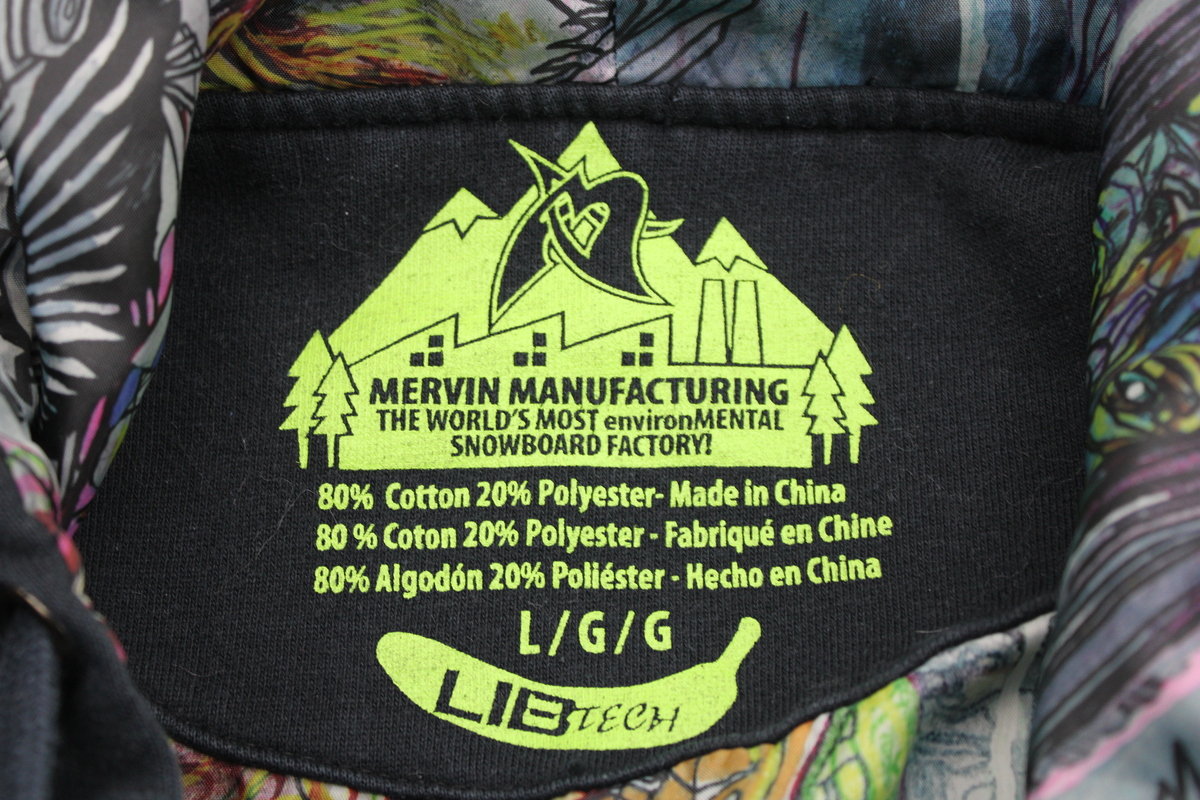 MERVIN MANUFACTURING
THE WORLD'S MOST environMENTAL
SNOWBOARD FACTORY!
80% Cotton 20% Polyester- Made in China
80 % Coton 20% Polyester - Fabriqué en Chine
80% Algodón 20% Poliéster - Hecho en China
L / G / G
LIB TECH